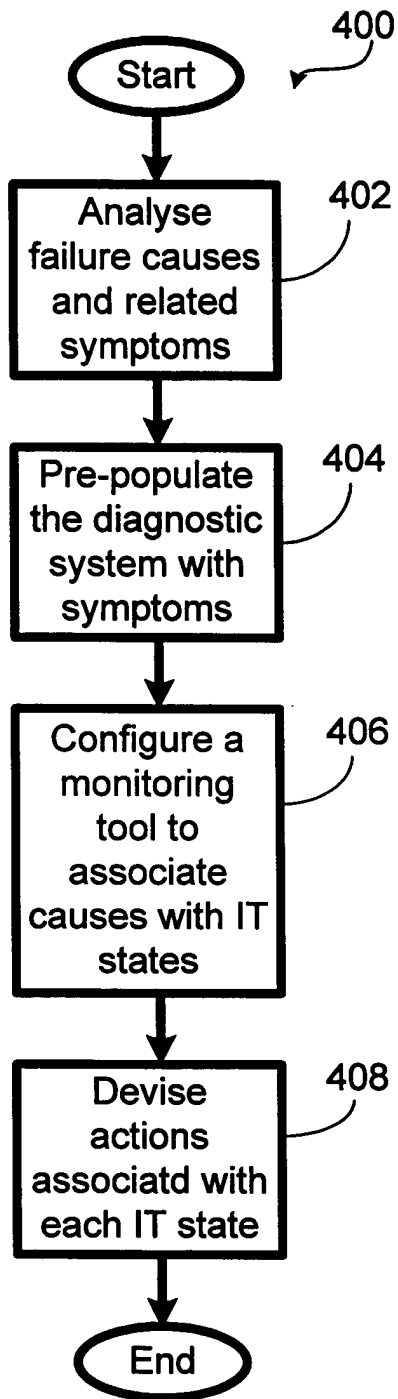 400
Start
402
Analyse
failure causes
and related
symptoms
404
Pre-populate
the diagnostic
system with
symptoms
406
Configure a
monitoring
tool to
associate
causes with IT
states
408
Devise
actions
associatd with
each IT state
End